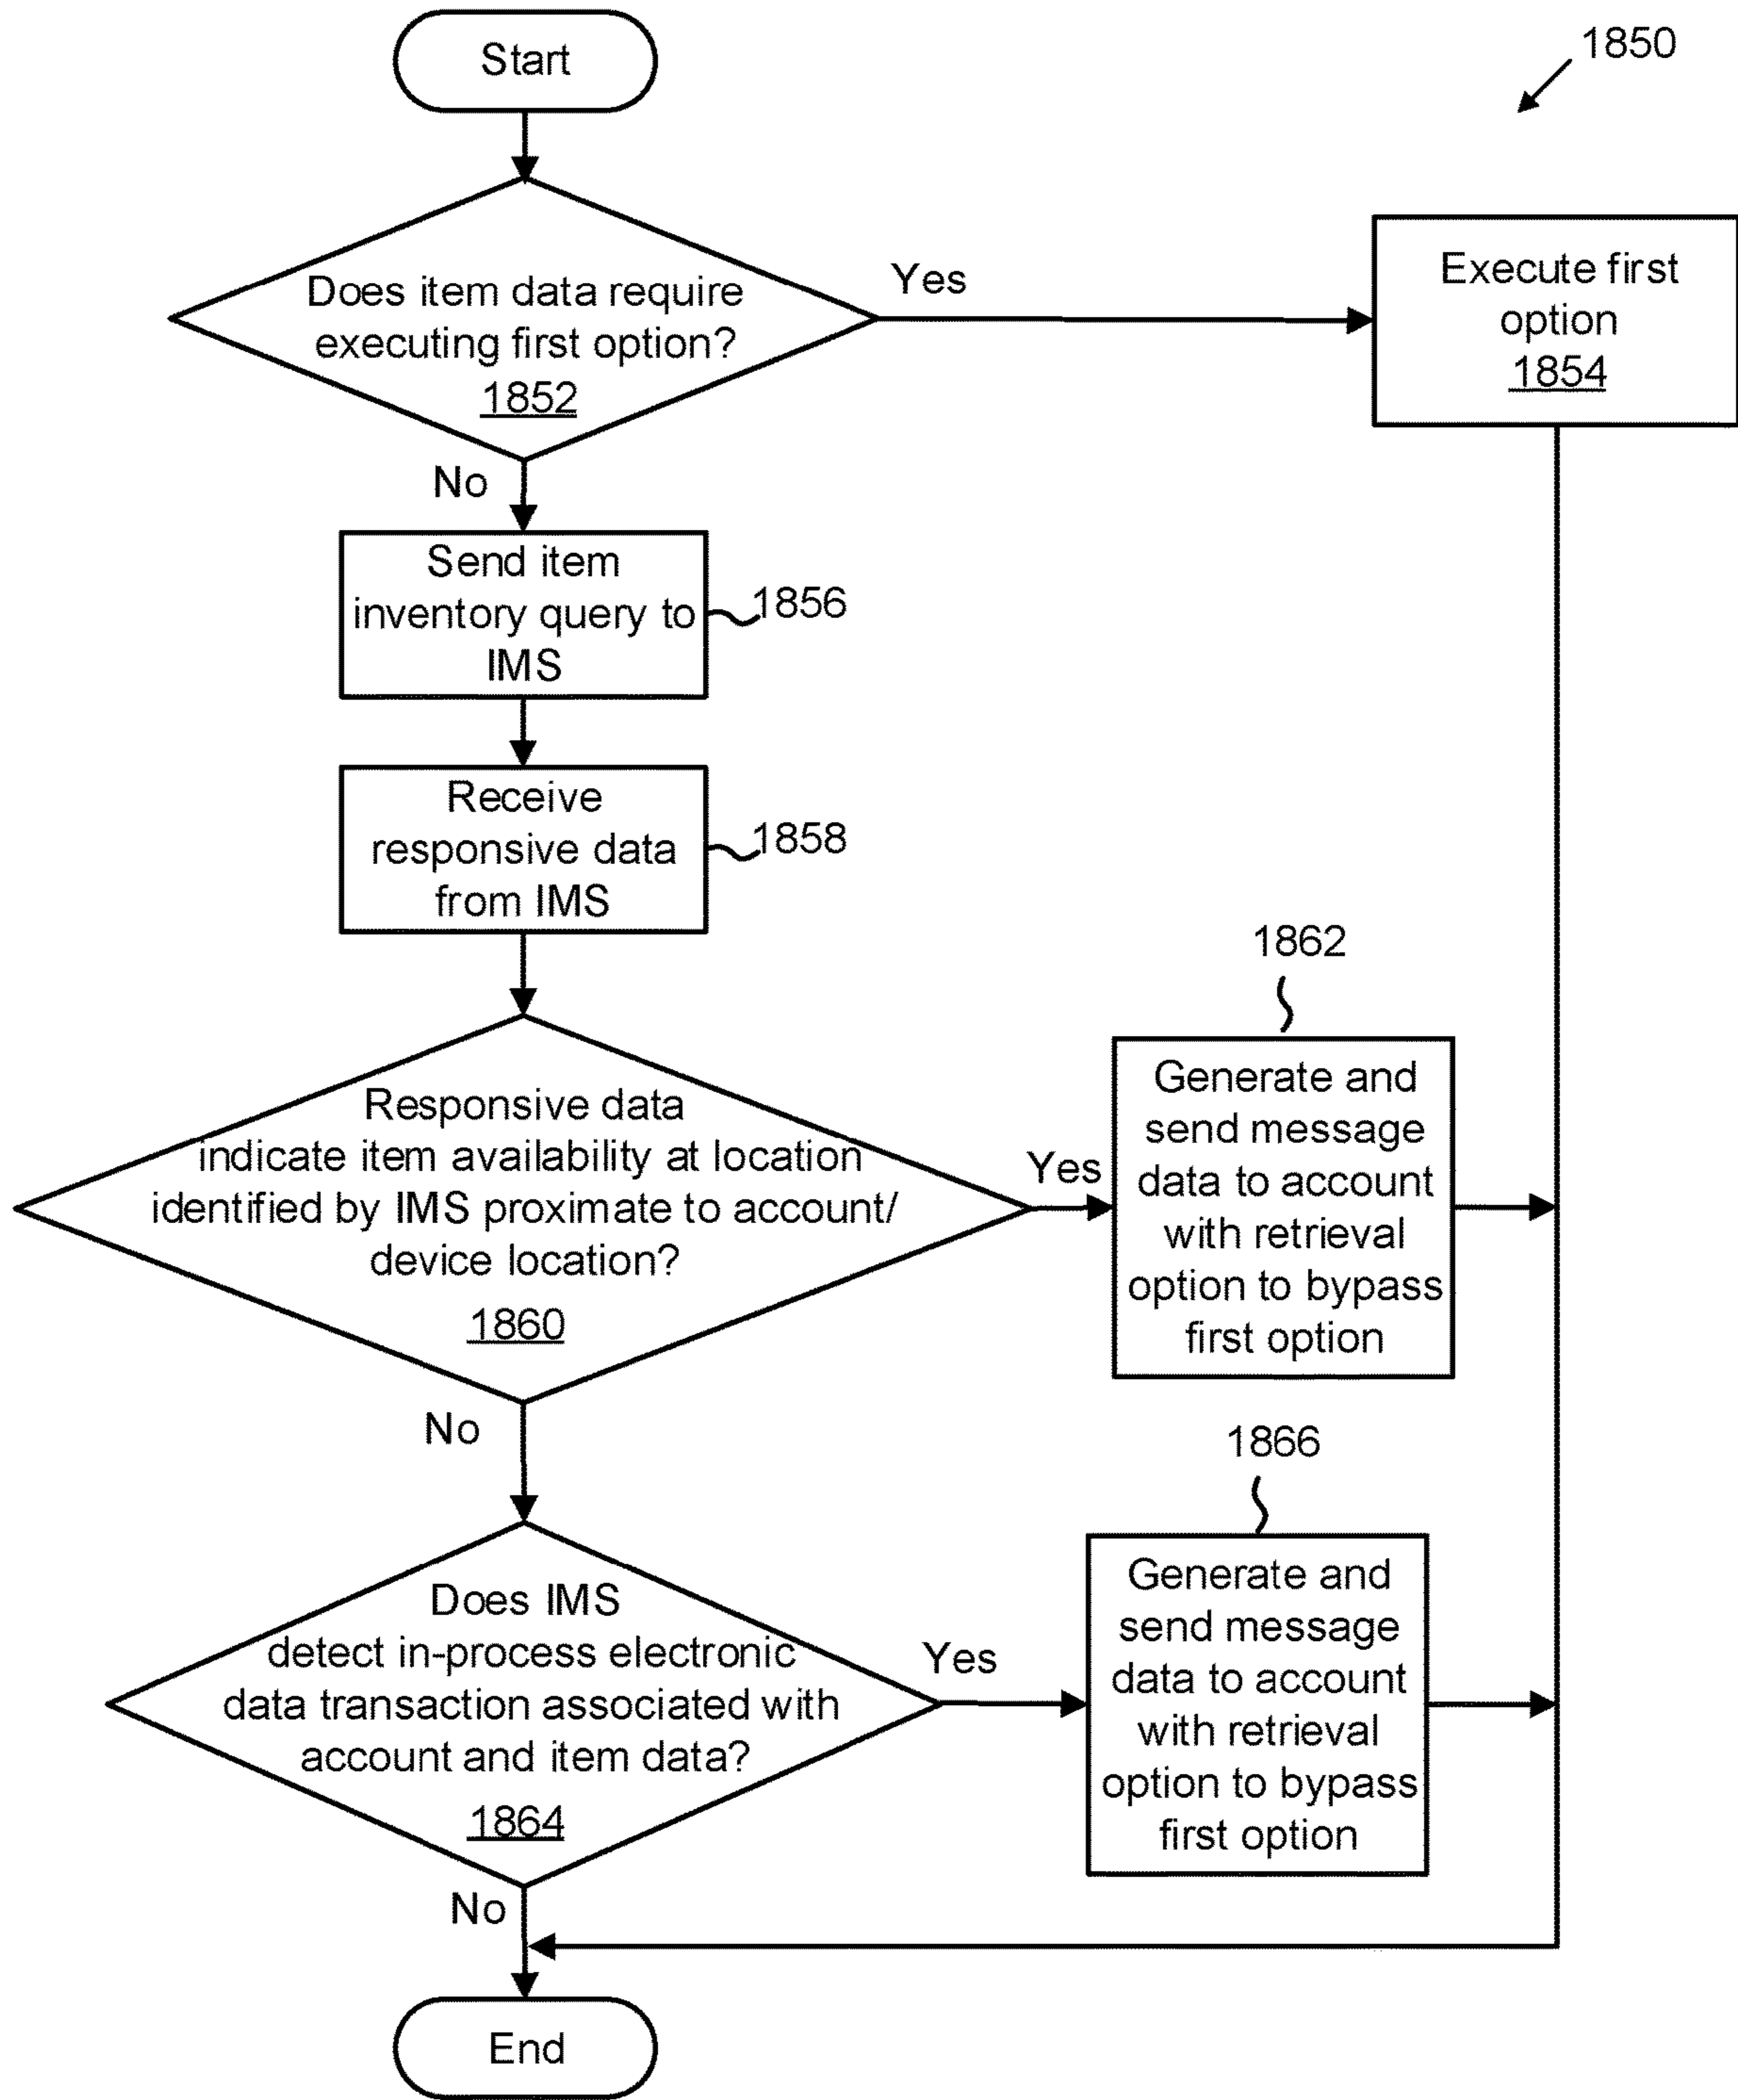 Start
1850
Does item data require
executing first option?
1852
Yes
Execute first
option
1854
No
Send item
inventory query to
IMS
1856
Receive
responsive data
from IMS
1858
Responsive data
indicate item availability at location
identified by IMS proximate to account/
device location?
1860
Yes
1862
Generate and
send message
data to account
with retrieval
option to bypass
first option
No
Does IMS
detect in-process electronic
data transaction associated with
account and item data?
1864
Yes
1866
Generate and
send message
data to account
with retrieval
option to bypass
first option
No
End